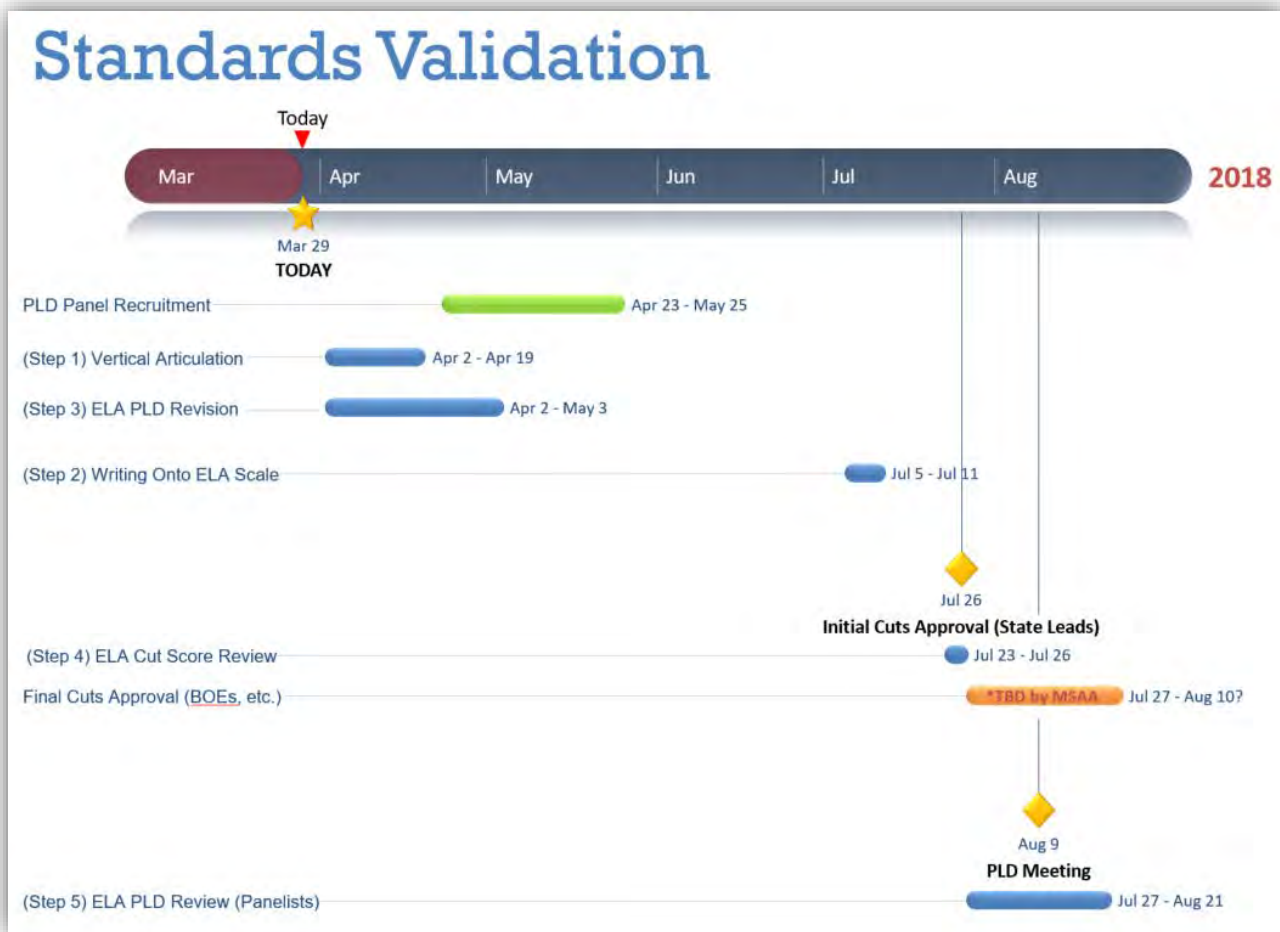 Standards Validation
Today
Mar Apr May Jun Jul Aug 2018
Mar 29
TODAY
PLD Panel Recruitment Apr 23 - May 25
(Step 1) Vertical Articulation Apr 2 - Apr 19
(Step 3) ELA PLD Revision Apr 2 - May 3
(Step 2) Writing Onto ELA Scale Jul 5 - Jul 11
Jul 26
Initial Cuts Approval (State Leads)
(Step 4) ELA Cut Score Review Jul 23 - Jul 26
Final Cuts Approval (BOEs, etc.) *TBD by MSAA Jul 27 - Aug 10?
Aug 9
PLD Meeting
(Step 5) ELA PLD Review (Panelists) Jul 27 - Aug 21